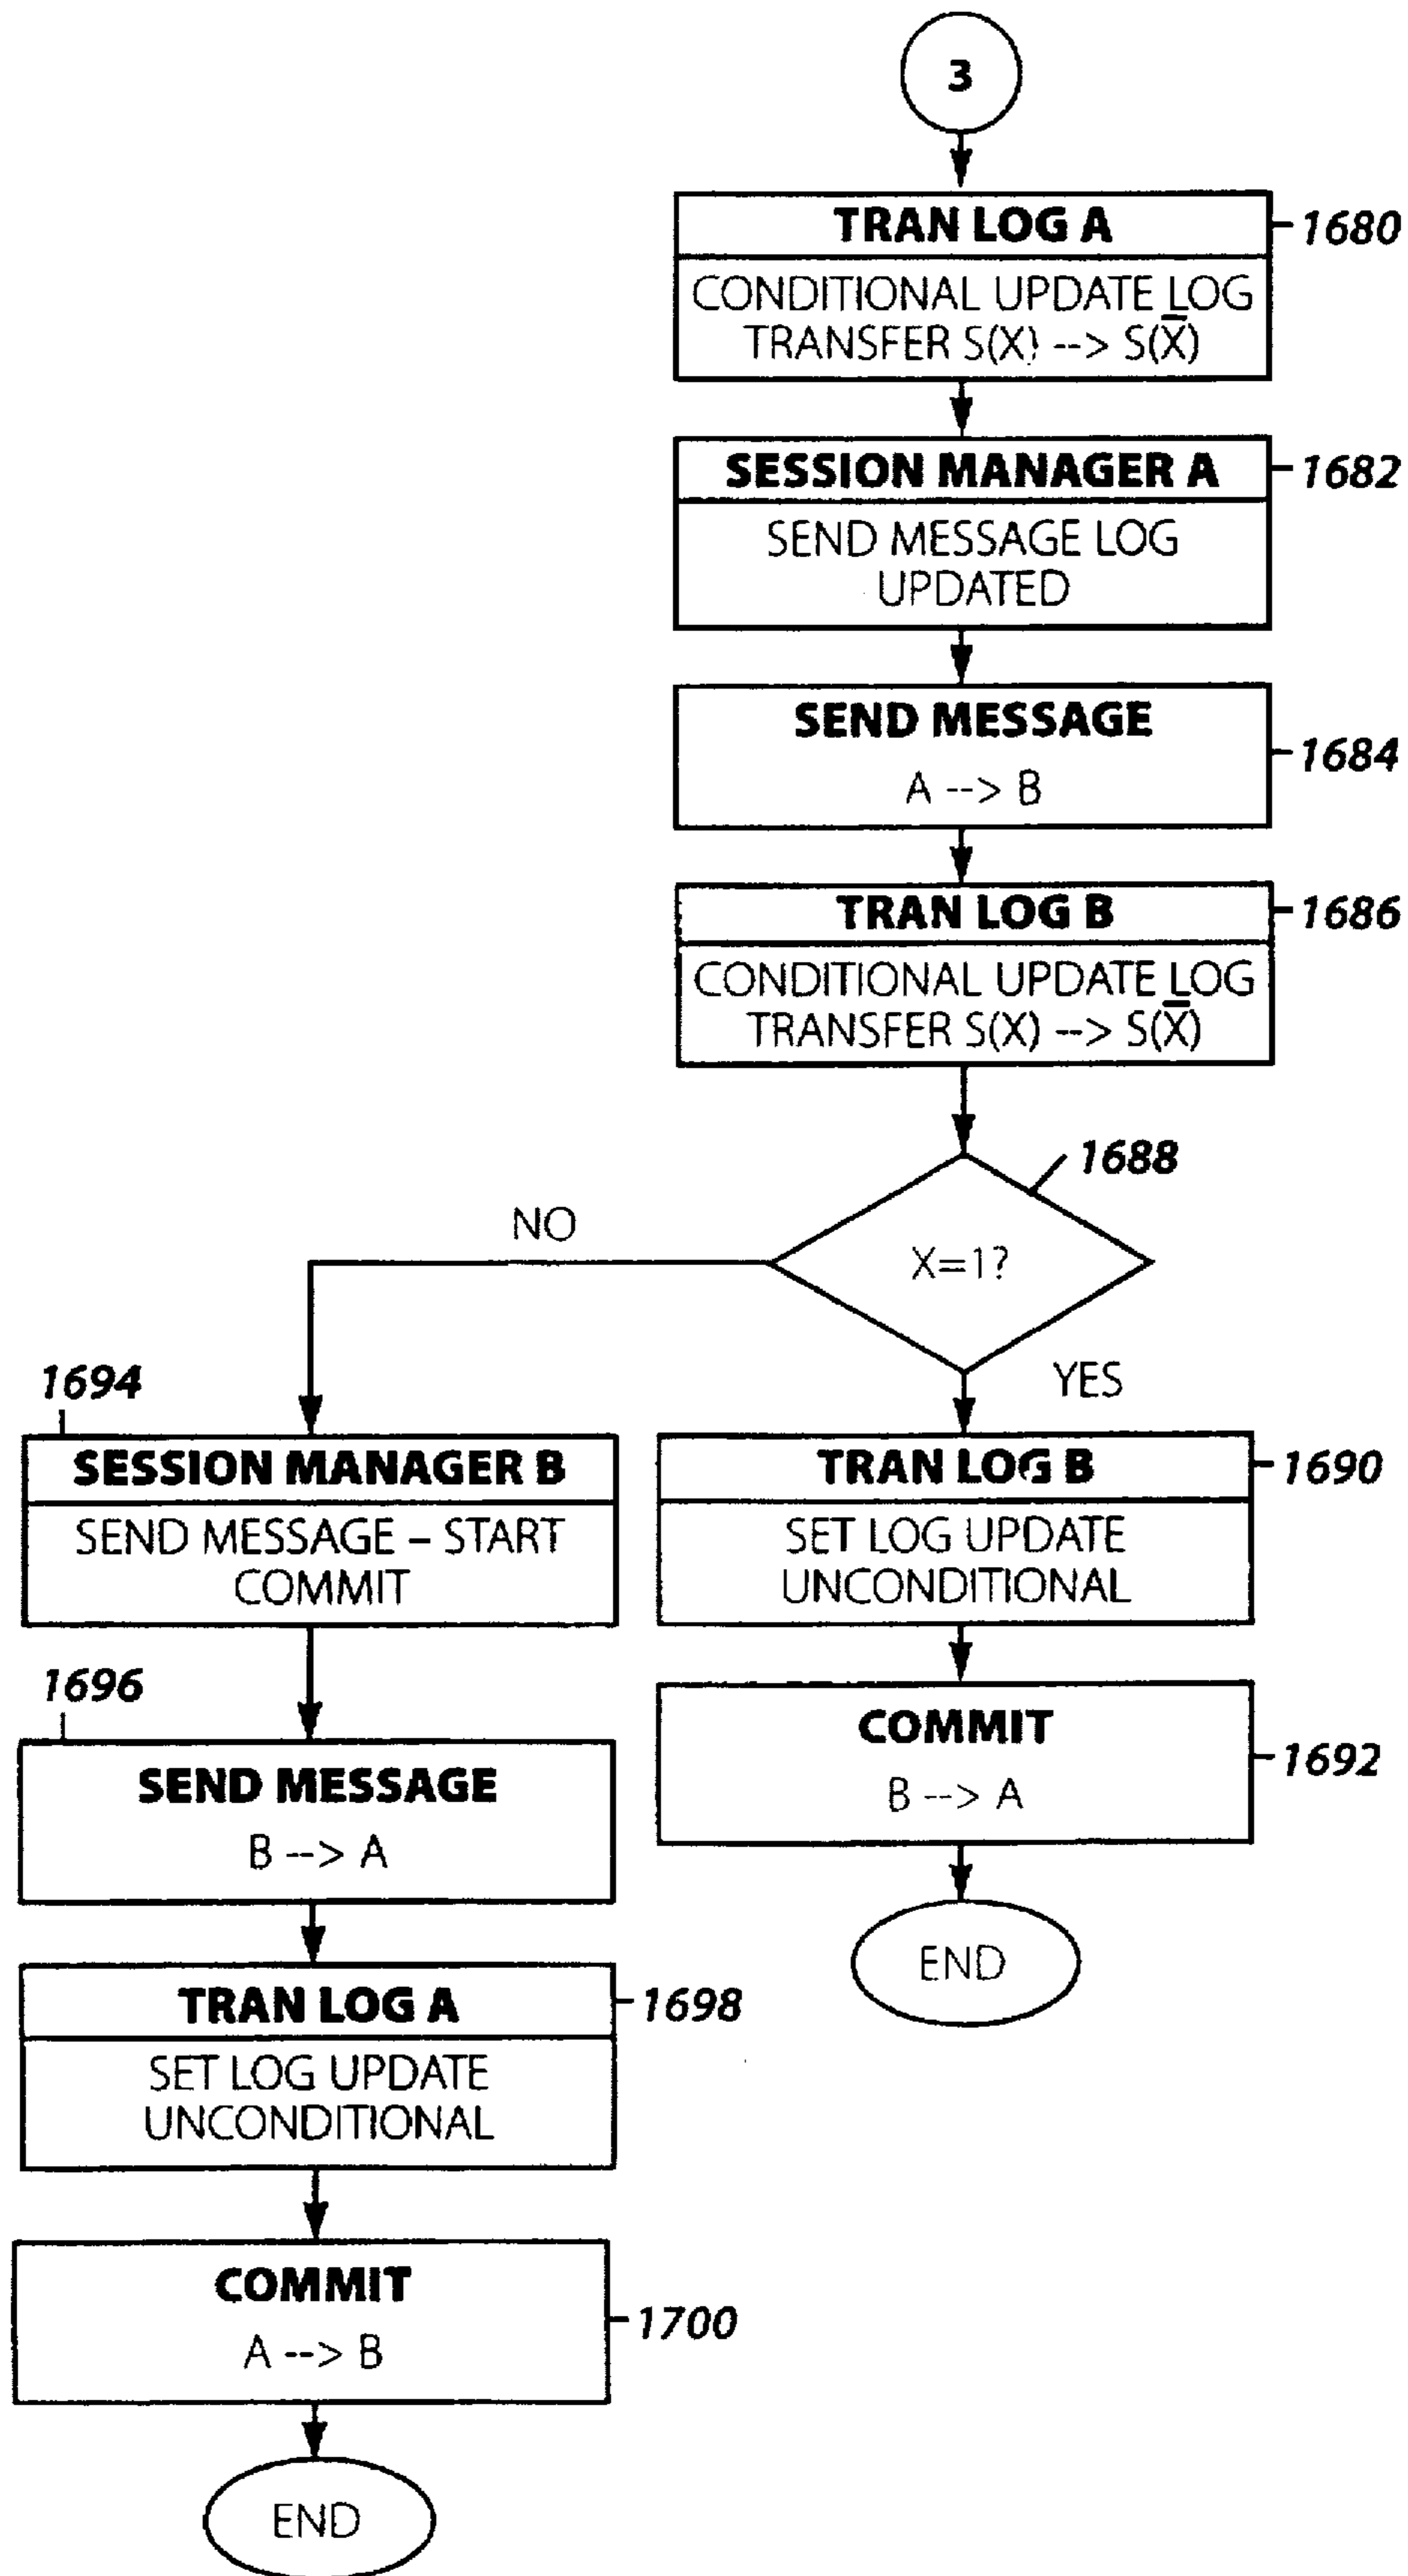 3
TRAN LOG A
1680
CONDITIONAL UPDATE LOG
TRANSFER S(X) --> S(X̅)
SESSION MANAGER A
1682
SEND MESSAGE LOG
UPDATED
SEND MESSAGE
1684
A --> B
TRAN LOG B
1686
CONDITIONAL UPDATE LOG
TRANSFER S(X) --> S(X̅)
1688
X=1?
NO
YES
1694
SESSION MANAGER B
SEND MESSAGE – START
COMMIT
1696
SEND MESSAGE
B --> A
TRAN LOG A
1698
SET LOG UPDATE
UNCONDITIONAL
COMMIT
1700
A --> B
END
TRAN LOG B
1690
SET LOG UPDATE
UNCONDITIONAL
COMMIT
1692
B --> A
END